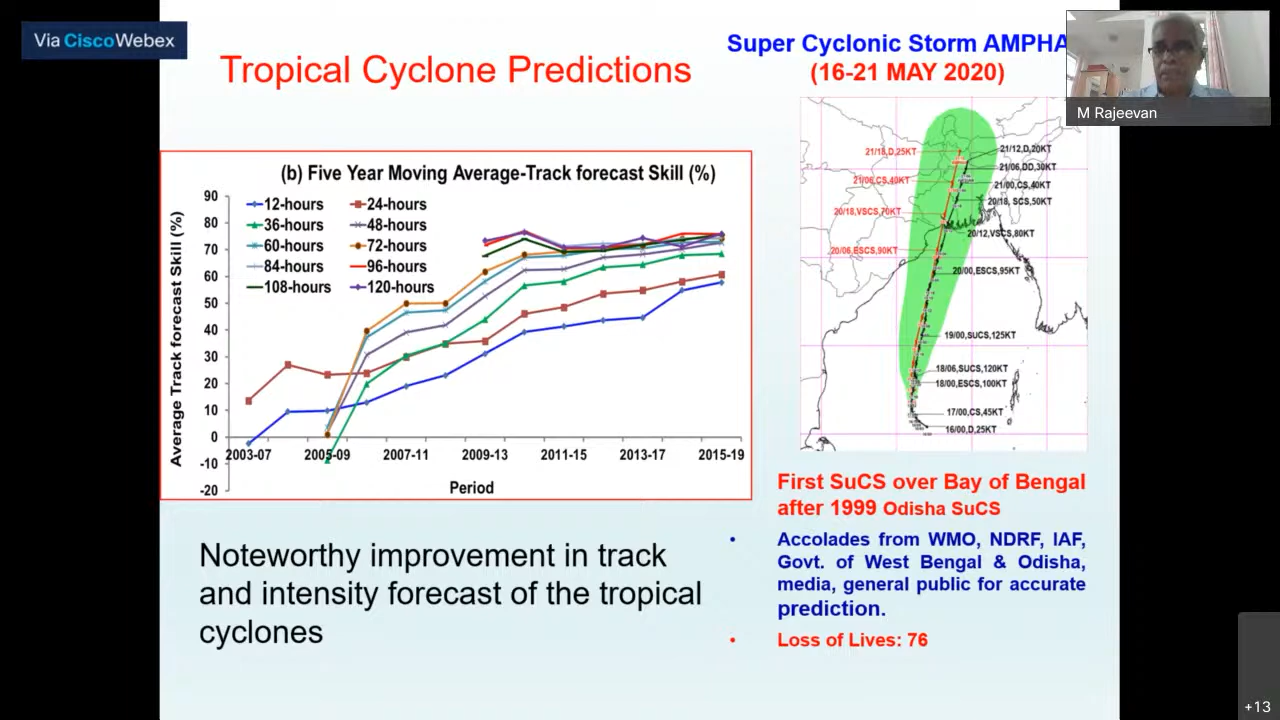 Via Cisco Webex
Tropical Cyclone Predictions
Super Cyclonic Storm AMPHA
(16-21 MAY 2020)
M Rajeevan
(b) Five Year Moving Average-Track forecast Skill (%)
Average Track forecast Skill (%)
90
80
70
60
50
40
30
20
10
0
-10
-20
12-hours 24-hours
36-hours 48-hours
60-hours 72-hours
84-hours 96-hours
108-hours 120-hours
2003-07 2005-09 2007-11 2009-13 2011-15 2013-17 2015-19
Period
21/18,D,25KT
21/06,CS,40KT
20/18,VSCS,70KT
20/06,ESCS,90KT
21/12,D,20KT
21/06,DD,30KT
21/00,CS,40KT
20/18, SCS,50KT
20/12,VSCS,80KT
20/00,ESCS,95KT
19/00,SUCS,125KT
18/06,SUCS,120KT
18/00,ESCS,100KT
17/00,CS,45KT
16/00,D,25KT
Noteworthy improvement in track
and intensity forecast of the tropical
cyclones
First SuCS over Bay of Bengal
after 1999 Odisha SuCS
• Accolades from WMO, NDRF, IAF,
Govt. of West Bengal & Odisha,
media, general public for accurate
prediction.
• Loss of Lives: 76
+13